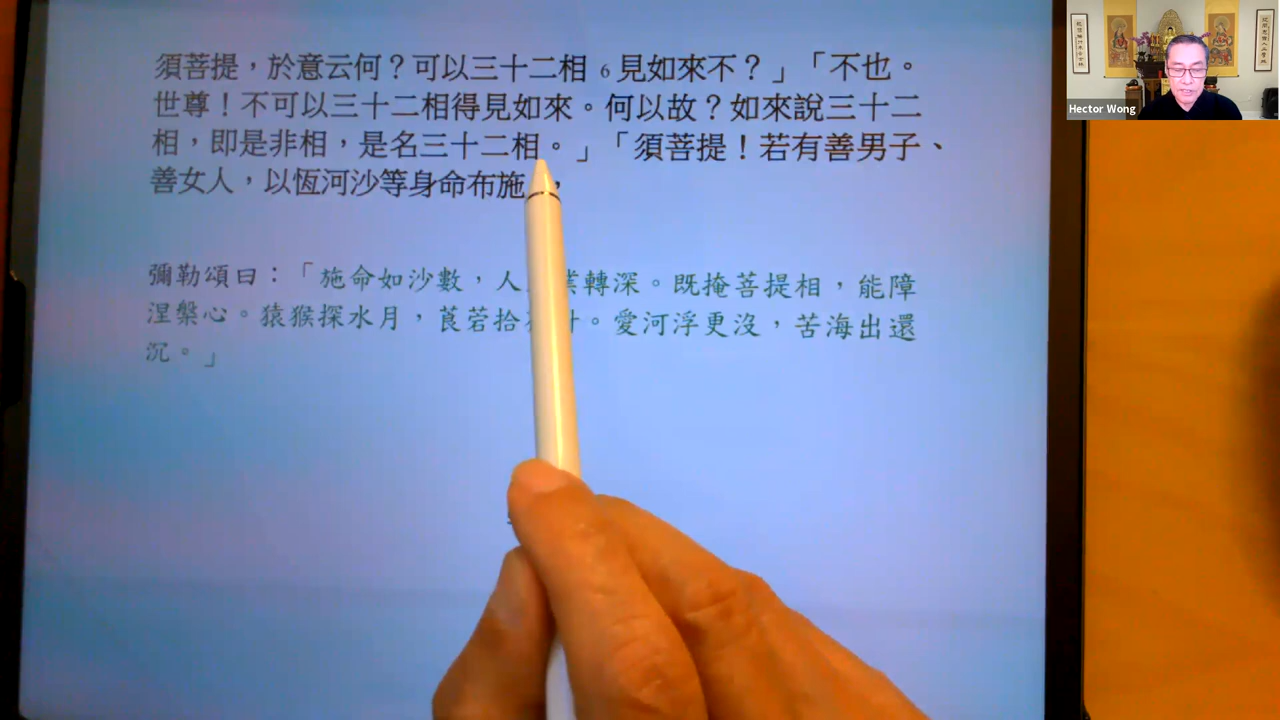 須菩提，於意云何？可以三十二相 6 見如來不？」「不也。
世尊！不可以三十二相得見如來。何以故？如來說三十二
相，即是非相，是名三十二相。」「須菩提！若有善男子、
善女人，以恆河沙等身命布施，
彌勒頌曰：「施命如沙數，人 業轉深。既掩菩提相，能障
涅槃心。猿猴探水月，莨菪拾 針。愛河浮更沒，苦海出還
沉。」
Hector Wong